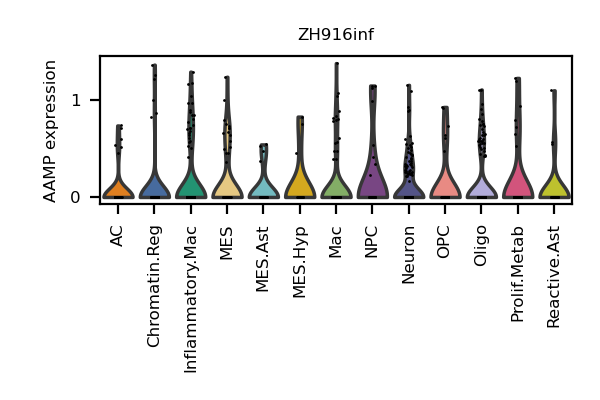 ZH916inf
AAMP expression
1
0
AC
Chromatin.Reg
Inflammatory.Mac
MES
MES.Ast
MES.Hyp
Mac
NPC
Neuron
OPC
Oligo
Prolif.Metab
Reactive.Ast